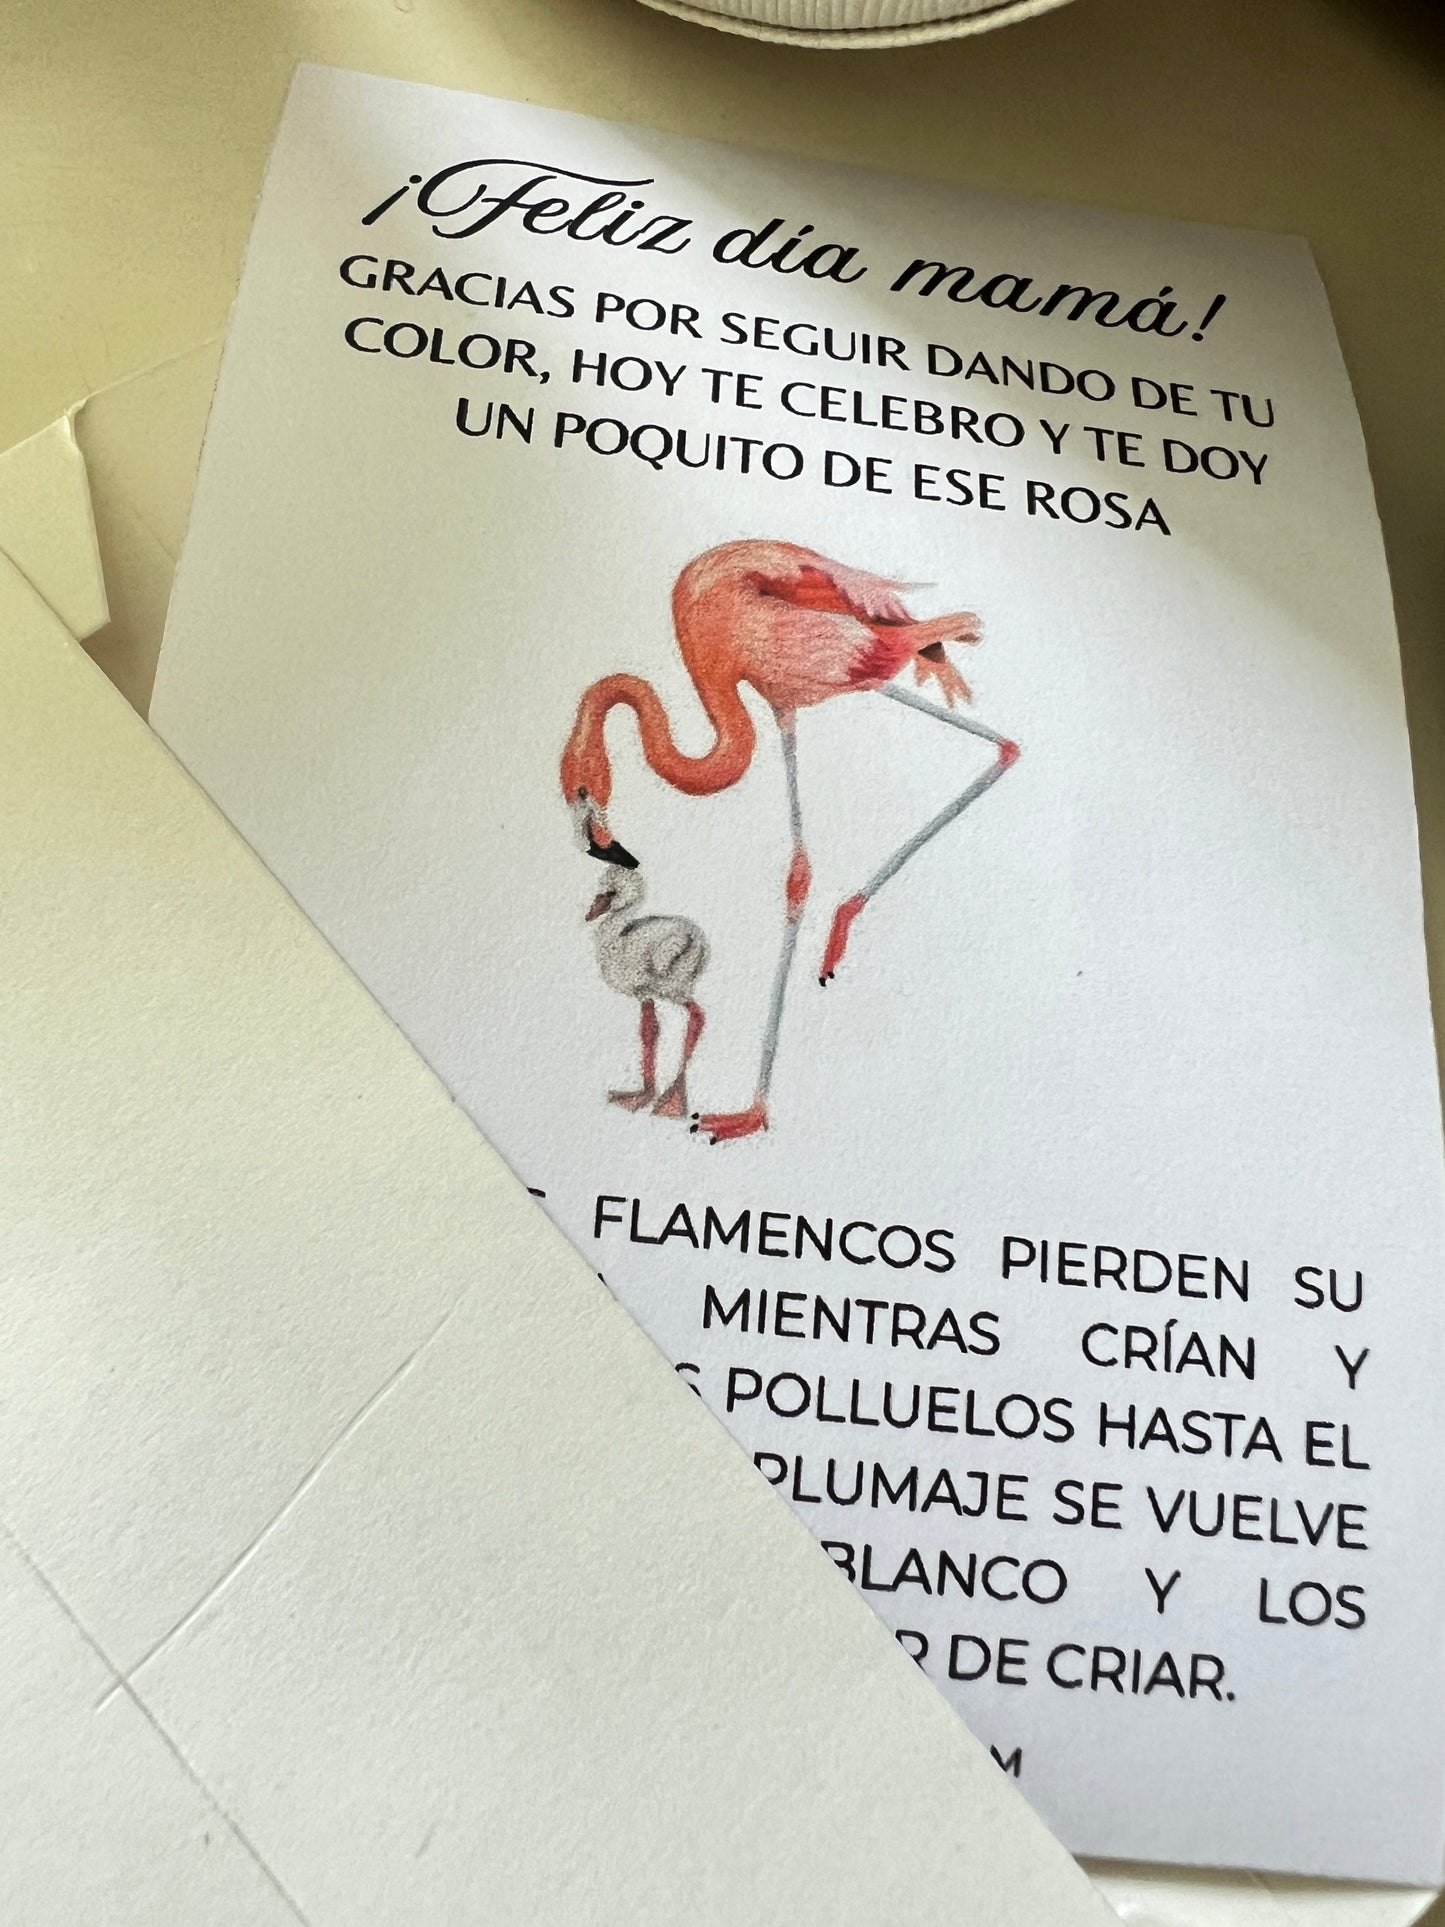 ¡Feliz día mamá!
GRACIAS POR SEGUIR DANDO DE TU
COLOR, HOY TE CELEBRO Y TE DOY
UN POQUITO DE ESE ROSA
FLAMENCOS PIERDEN SU
MIENTRAS CRÍAN Y
POLLUELOS HASTA EL
PLUMAJE SE VUELVE
BLANCO Y LOS
DE CRIAR.